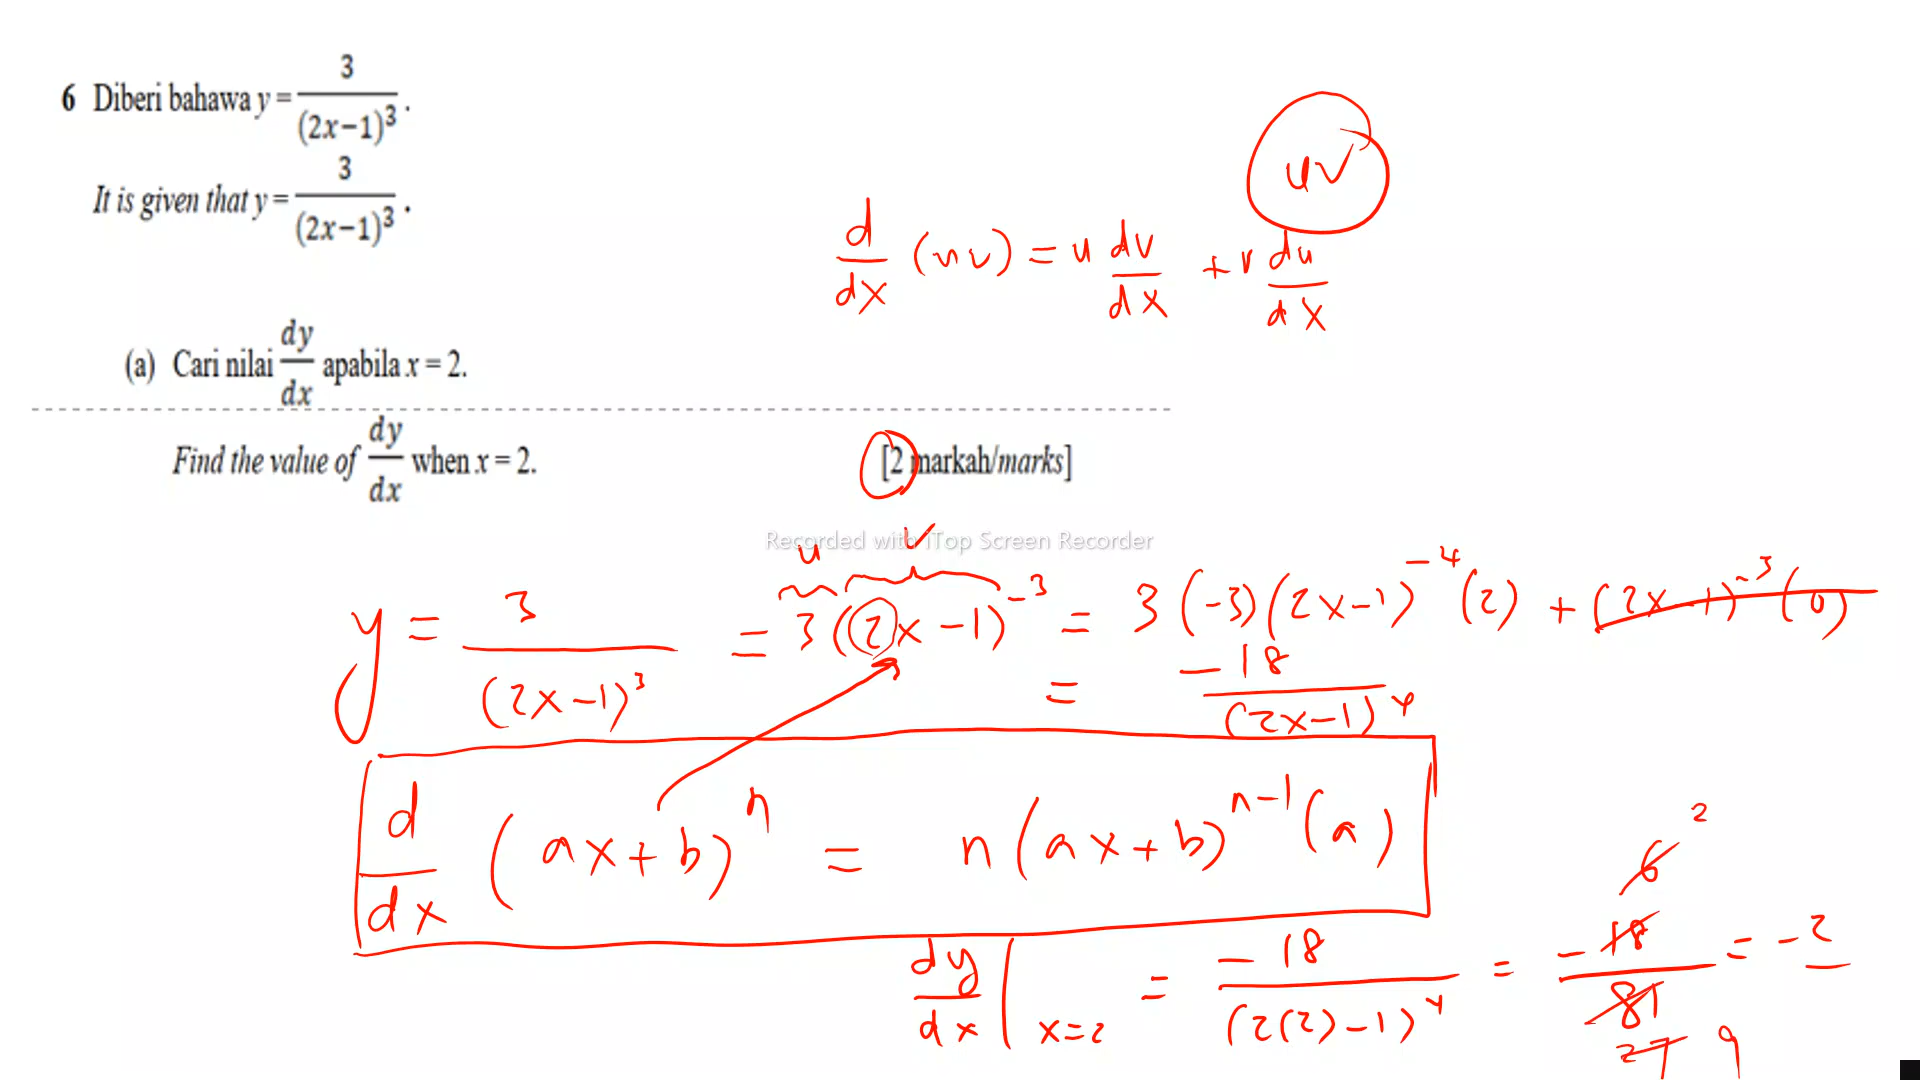 6 Diberi bahawa y = 3/(2x−1)³ .
It is given that y = 3/(2x−1)³ .
uv
d/dx (uv) = u dv/dx + v du/dx
(a) Cari nilai dy/dx apabila x = 2.
Find the value of dy/dx when x = 2. [2 markah/marks]
Recorded with iTop Screen Recorder
u v
y = 3/(2x−1)³ = 3(2x−1)⁻³ = 3(−3)(2x−1)⁻⁴(2) + (2x−1)⁻³(0)
= −18/(2x−1)⁴
d/dx (ax+b)ⁿ = n(ax+b)ⁿ⁻¹(a)
2
6
dy/dx | x=2 = −18/(2(2)−1)⁴ = −18/81 = −2
27 9